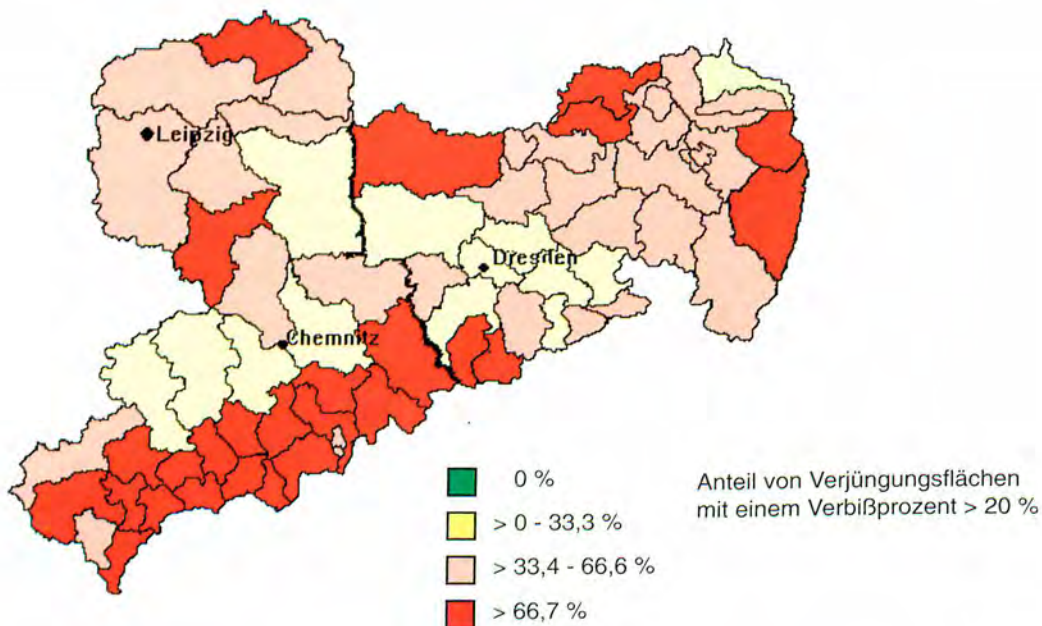 Leipzig
Dresden
Chemnitz
0 %
> 0 - 33,3 %
> 33,4 - 66,6 %
> 66,7 %
Anteil von Verjüngungsflächen
mit einem Verbißprozent > 20 %